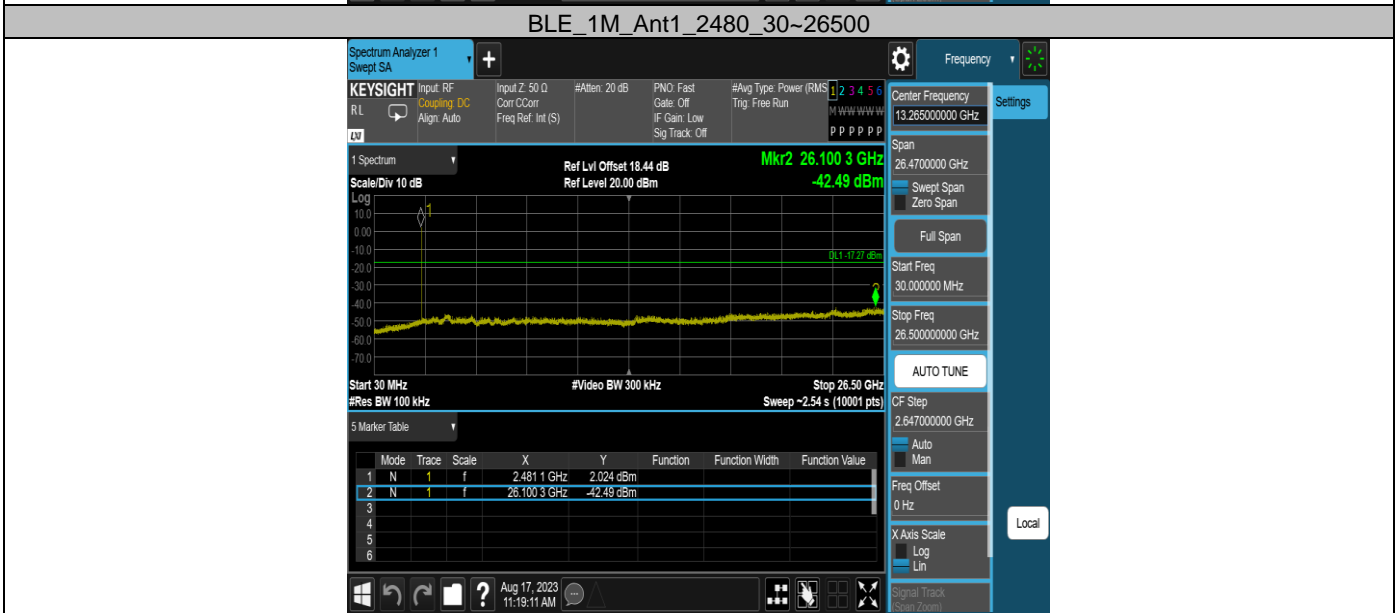 BLE_1M_Ant1_2480_30~26500
Spectrum Analyzer 1
Swept SA
+
Frequency
KEYSIGHT
RL
LXI
Input: RF
Coupling: DC
Align: Auto
Input Z: 50 Ω
Corr CCorr
Freq Ref: Int (S)
#Atten: 20 dB
PNO: Fast
Gate: Off
IF Gain: Low
Sig Track: Off
#Avg Type: Power (RMS
Trig: Free Run
1 2 3 4 5 6
M W W W W W
P P P P P P
Center Frequency
13.265000000 GHz
Settings
Span
26.4700000 GHz
Swept Span
Zero Span
Full Span
Start Freq
30.000000 MHz
Stop Freq
26.500000000 GHz
AUTO TUNE
CF Step
2.647000000 GHz
Auto
Man
Freq Offset
0 Hz
X Axis Scale
Log
Lin
Signal Track
(Span Zoom)
Local
1 Spectrum
Scale/Div 10 dB
Ref Lvl Offset 18.44 dB
Ref Level 20.00 dBm
Mkr2 26.100 3 GHz
-42.49 dBm
Log
10.0
0.00
-10.0
-20.0
-30.0
-40.0
-50.0
-60.0
-70.0
1
DL1 -17.27 dBm
2
Start 30 MHz
#Res BW 100 kHz
#Video BW 300 kHz
Stop 26.50 GHz
Sweep ~2.54 s (10001 pts)
5 Marker Table
Mode Trace Scale X Y Function Function Width Function Value
1 N 1 f 2.481 1 GHz 2.024 dBm
2 N 1 f 26.100 3 GHz -42.49 dBm
3
4
5
6
?
Aug 17, 2023
11:19:11 AM